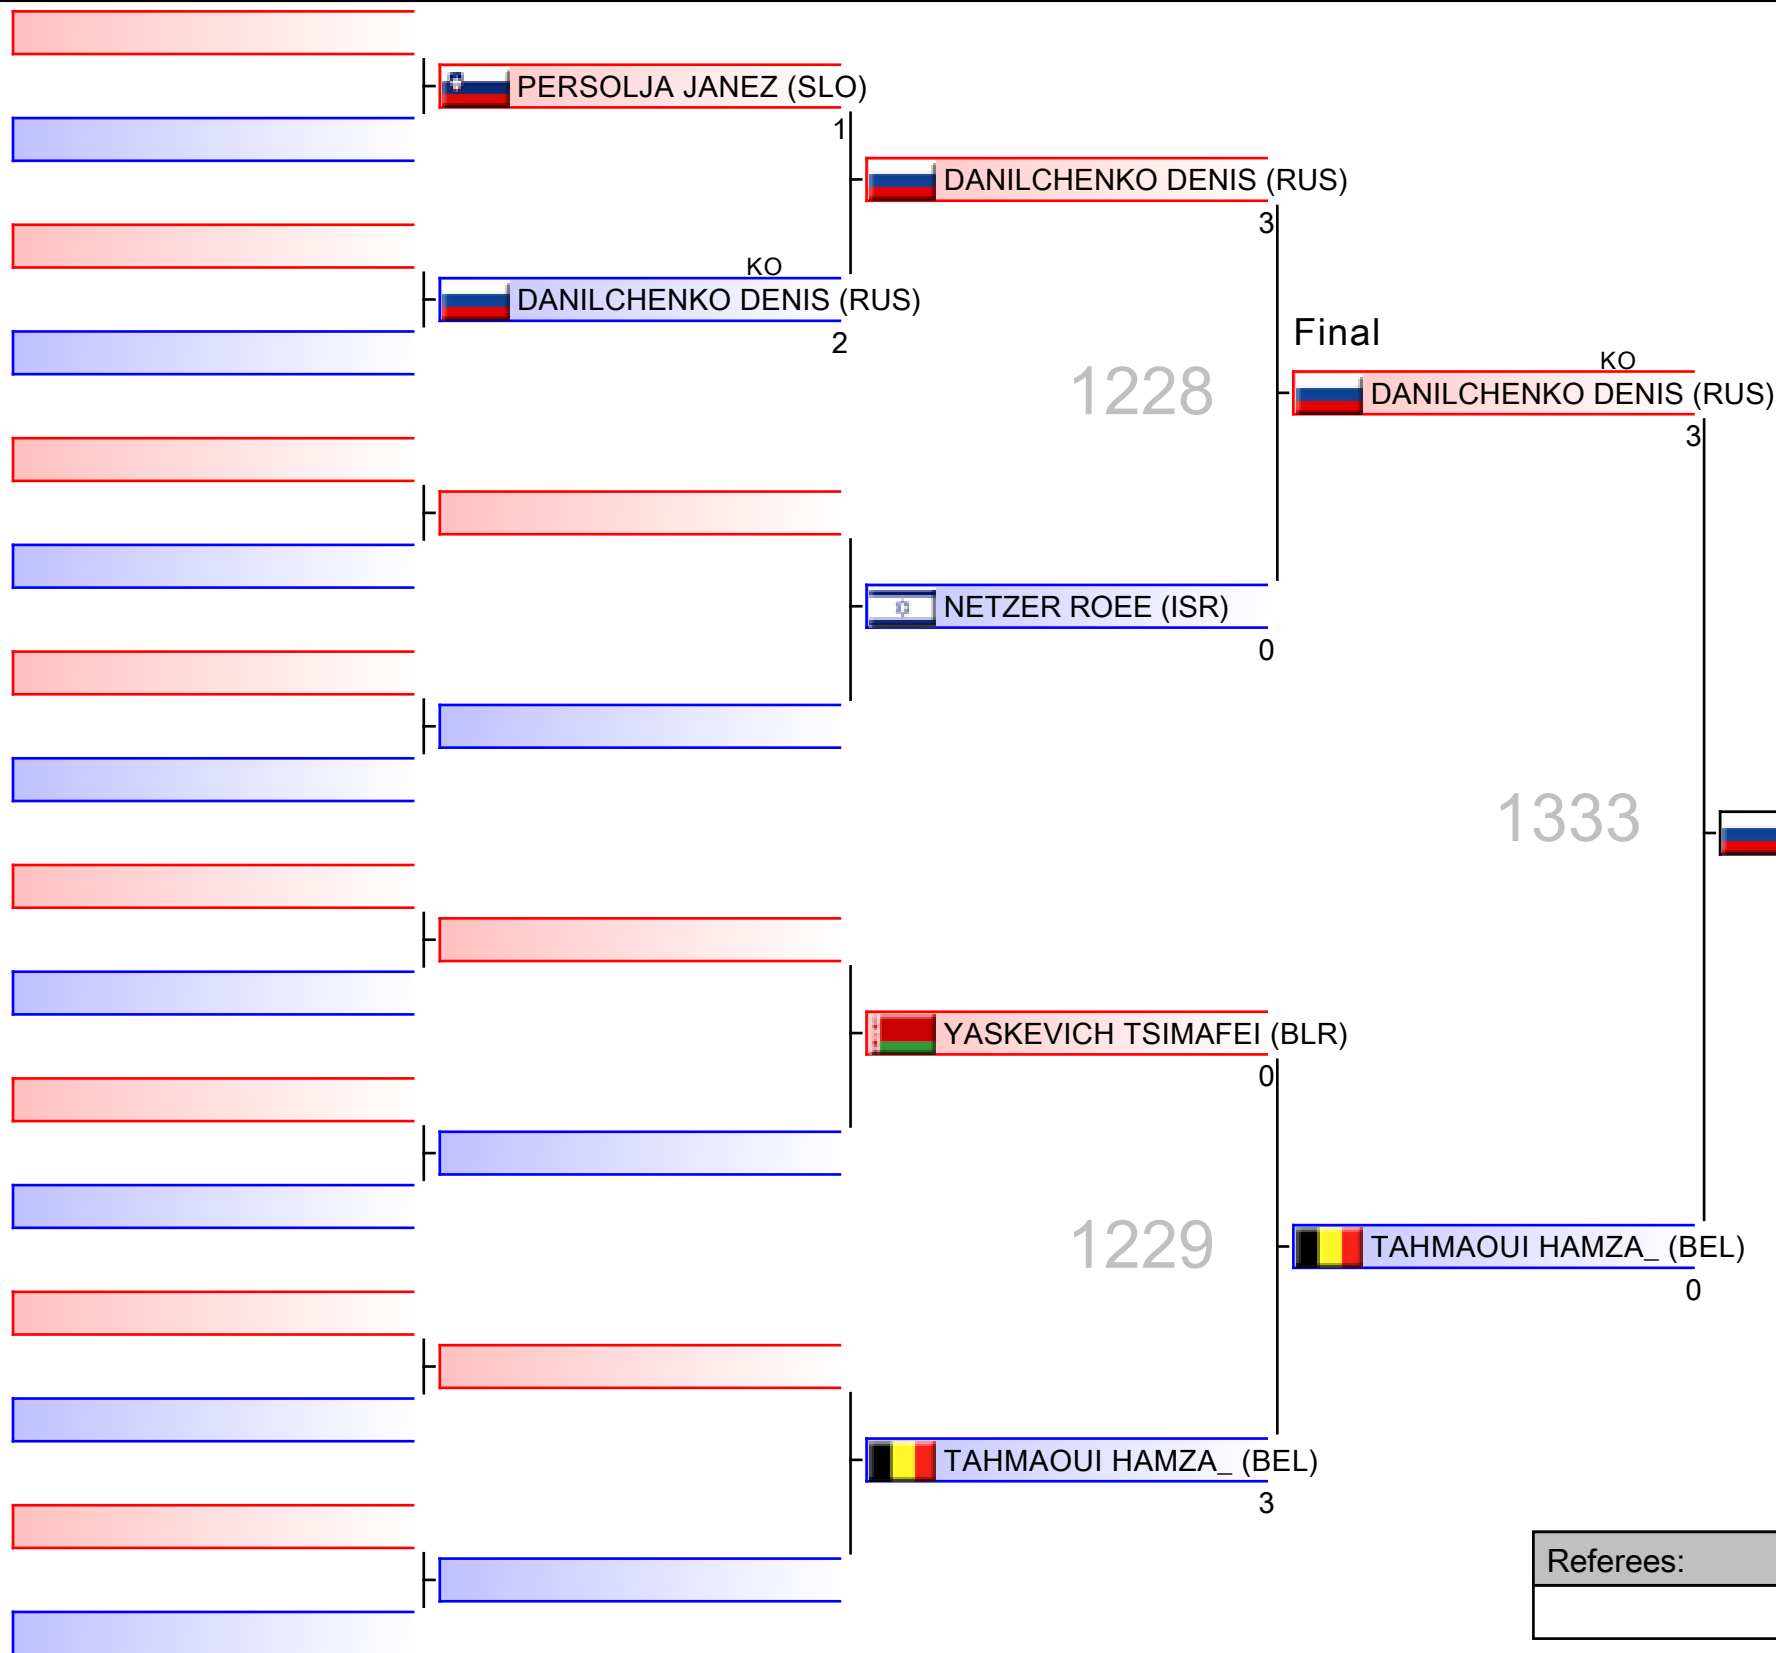 PERSOLJA JANEZ (SLO)
1
DANILCHENKO DENIS (RUS)
3
KO
DANILCHENKO DENIS (RUS)
2
Final
KO
1228
DANILCHENKO DENIS (RUS)
3
NETZER ROEE (ISR)
0
1333
YASKEVICH TSIMAFEI (BLR)
0
1229
TAHMAOUI HAMZA_ (BEL)
0
TAHMAOUI HAMZA_ (BEL)
3
Referees: